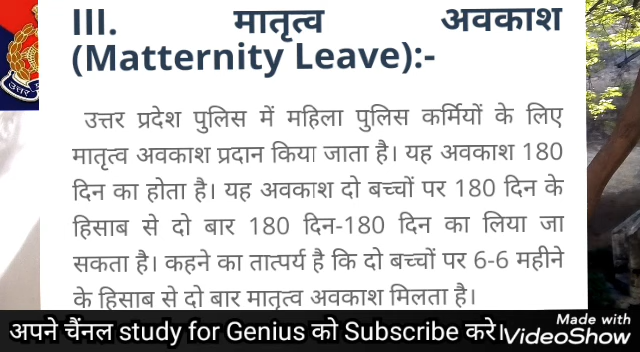 III. मातृत्व अवकाश
(Matternity Leave):-
उत्तर प्रदेश पुलिस में महिला पुलिस कर्मियों के लिए
मातृत्व अवकाश प्रदान किया जाता है। यह अवकाश 180
दिन का होता है। यह अवकाश दो बच्चों पर 180 दिन के
हिसाब से दो बार 180 दिन-180 दिन का लिया जा
सकता है। कहने का तात्पर्य है कि दो बच्चों पर 6-6 महीने
के हिसाब से दो बार मातृत्व अवकाश मिलता है।
अपने चैंनल study for Genius को Subscribe करे।
Made with
VideoShow